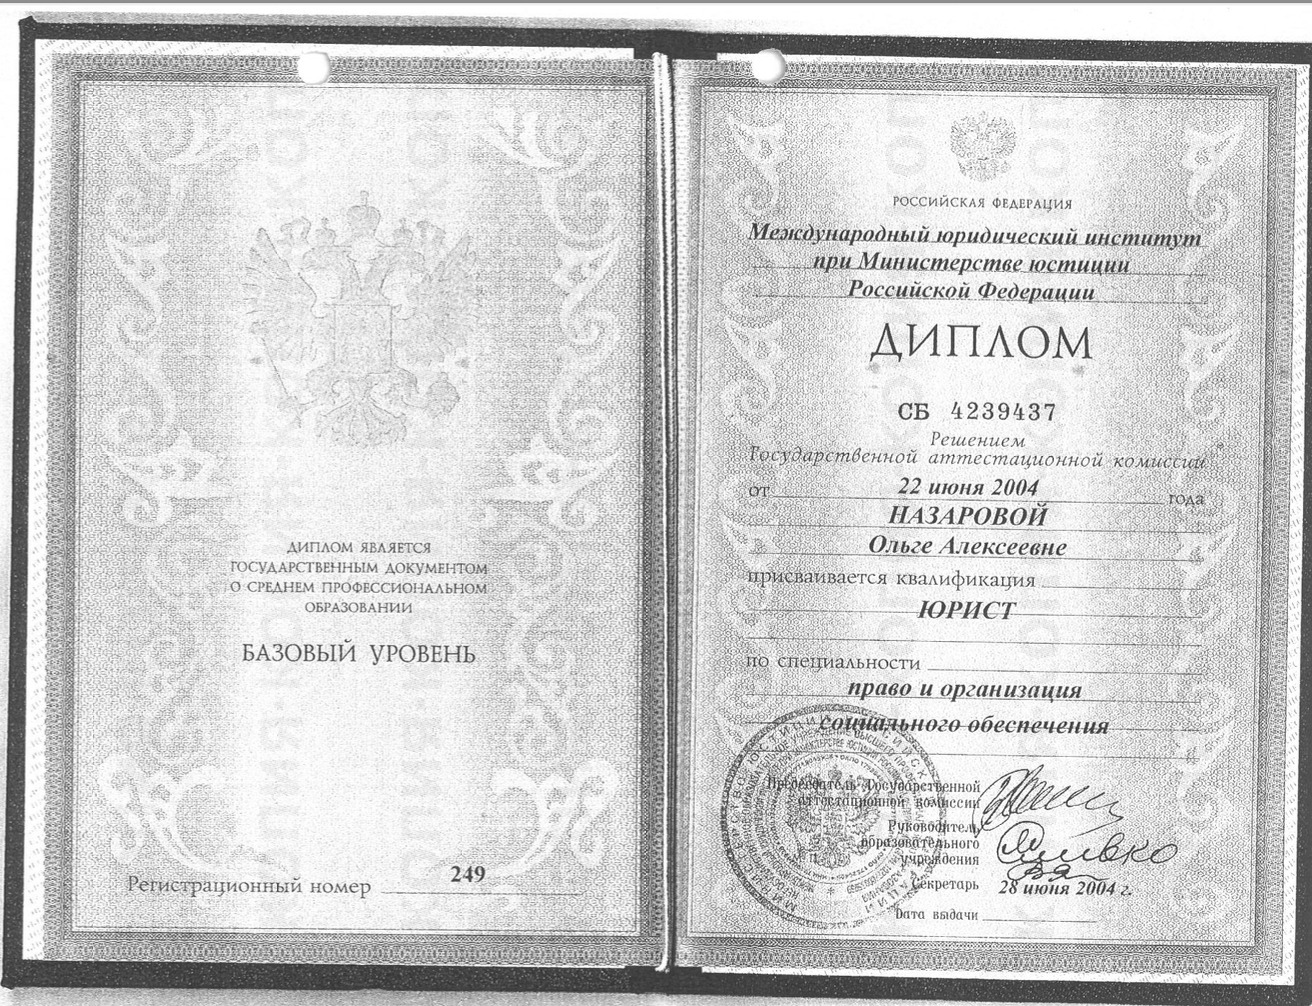 ДИПЛОМ ЯВЛЯЕТСЯ
ГОСУДАРСТВЕННЫМ ДОКУМЕНТОМ
О СРЕДНЕМ ПРОФЕССИОНАЛЬНОМ
ОБРАЗОВАНИИ
БАЗОВЫЙ УРОВЕНЬ
Регистрационный номер 249
РОССИЙСКАЯ ФЕДЕРАЦИЯ
Международный юридический институт
при Министерстве юстиции
Российской Федерации
ДИПЛОМ
СБ 4239437
Решением
Государственной аттестационной комиссии
от 22 июня 2004 года
НАЗАРОВОЙ
Ольге Алексеевне
присваивается квалификация
ЮРИСТ
по специальности
право и организация
социального обеспечения
Председатель Государственной
аттестационной комиссии
Руководитель
образовательного
учреждения
Секретарь
28 июня 2004 г.
Дата выдачи